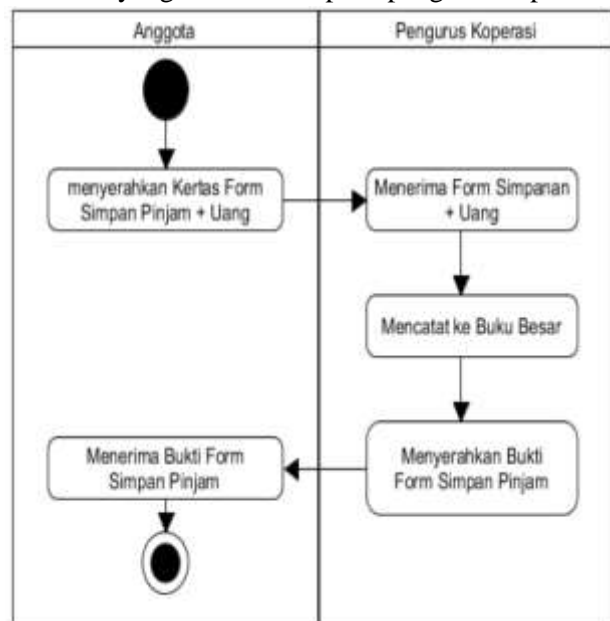 Anggota
Pengurus Koperasi
menyerahkan Kertas Form
Simpan Pinjam + Uang
Menerima Form Simpanan
+ Uang
Mencatat ke Buku Besar
Menyerahkan Bukti
Form Simpan Pinjam
Menerima Bukti Form
Simpan Pinjam